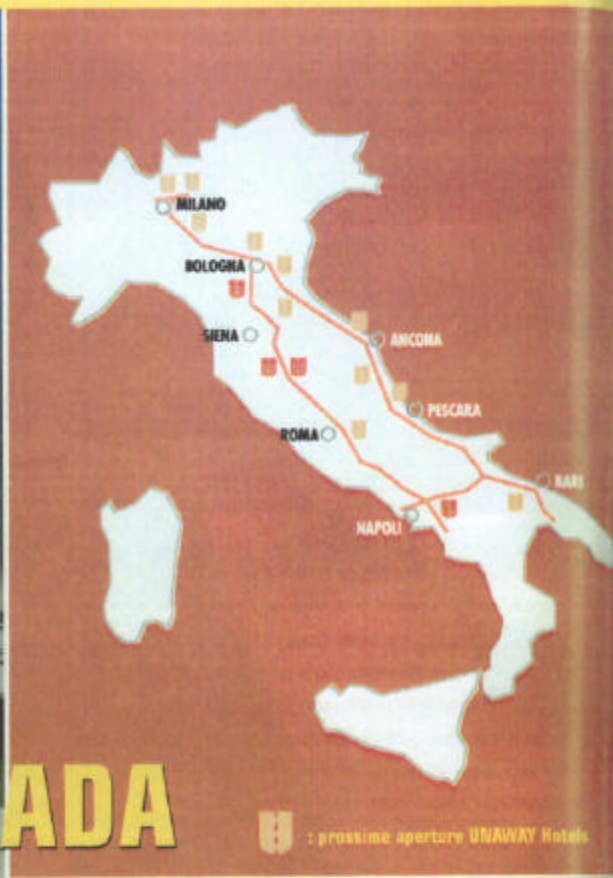 MILANO
BOLOGNA
SIENA
ANCONA
PESCARA
ROMA
BARI
NAPOLI
ADA
: prossime aperture UNAWAY Hotels